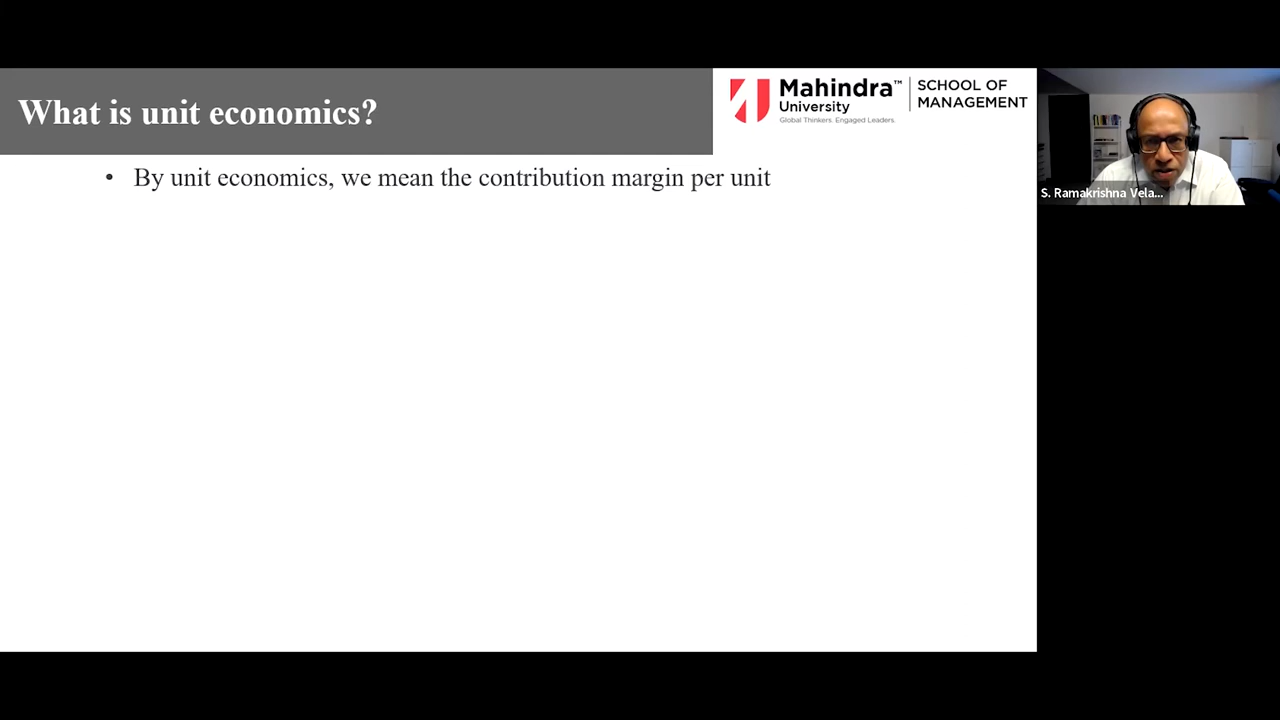 What is unit economics?
Mahindra™
University
Global Thinkers. Engaged Leaders.
SCHOOL OF
MANAGEMENT
• By unit economics, we mean the contribution margin per unit
S. Ramakrishna Vela...